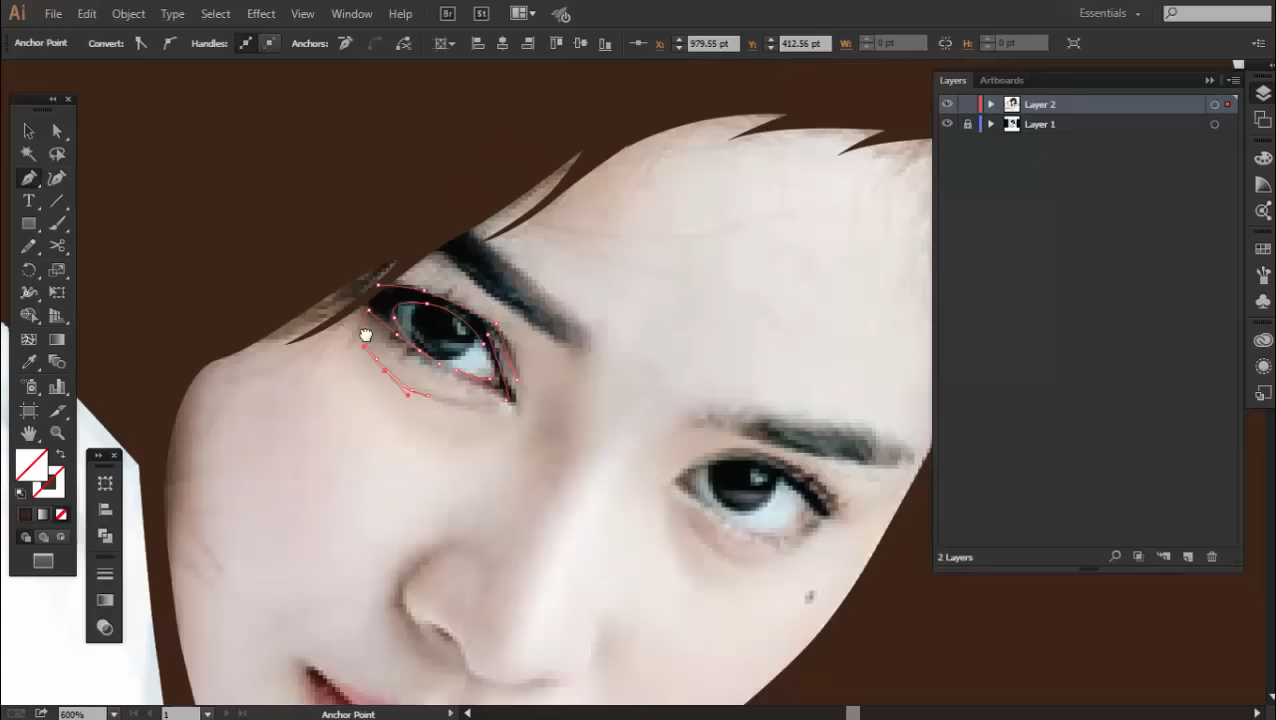 Ai File Edit Object Type Select Effect View Window Help Br St Essentials
Anchor Point Convert: Handles: Anchors: X: 979.55 pt Y: 412.56 pt W: 0 pt H: 0 pt
Layers Artboards
Layer 2
Layer 1
T
2 Layers
600% 1 Anchor Point